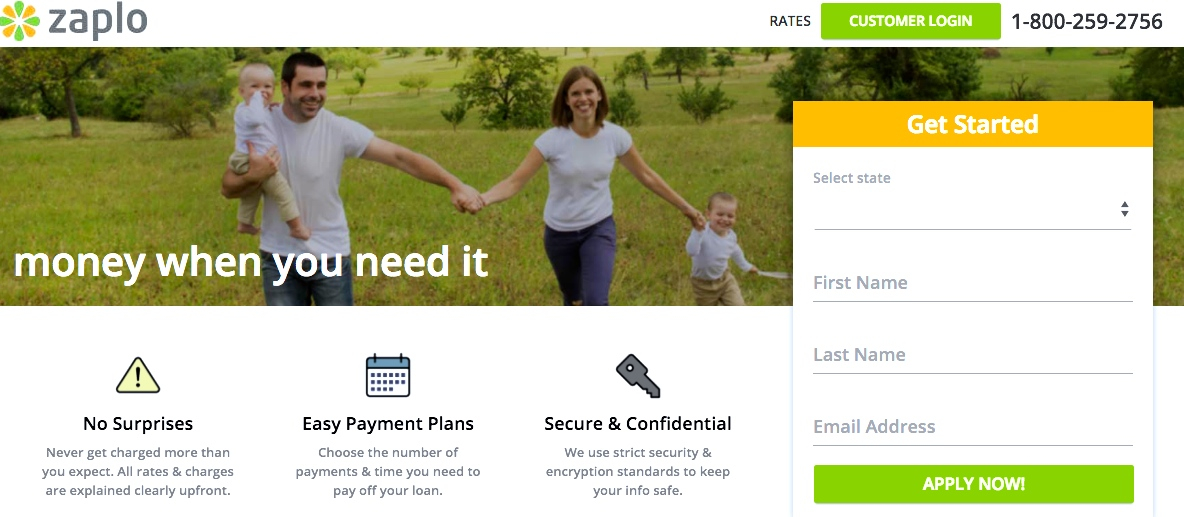 zaplo
RATES
CUSTOMER LOGIN
1-800-259-2756
money when you need it
Get Started
Select state
First Name
Last Name
Email Address
APPLY NOW!
No Surprises
Never get charged more than
you expect. All rates & charges
are explained clearly upfront.
Easy Payment Plans
Choose the number of
payments & time you need to
pay off your loan.
Secure & Confidential
We use strict security &
encryption standards to keep
your info safe.